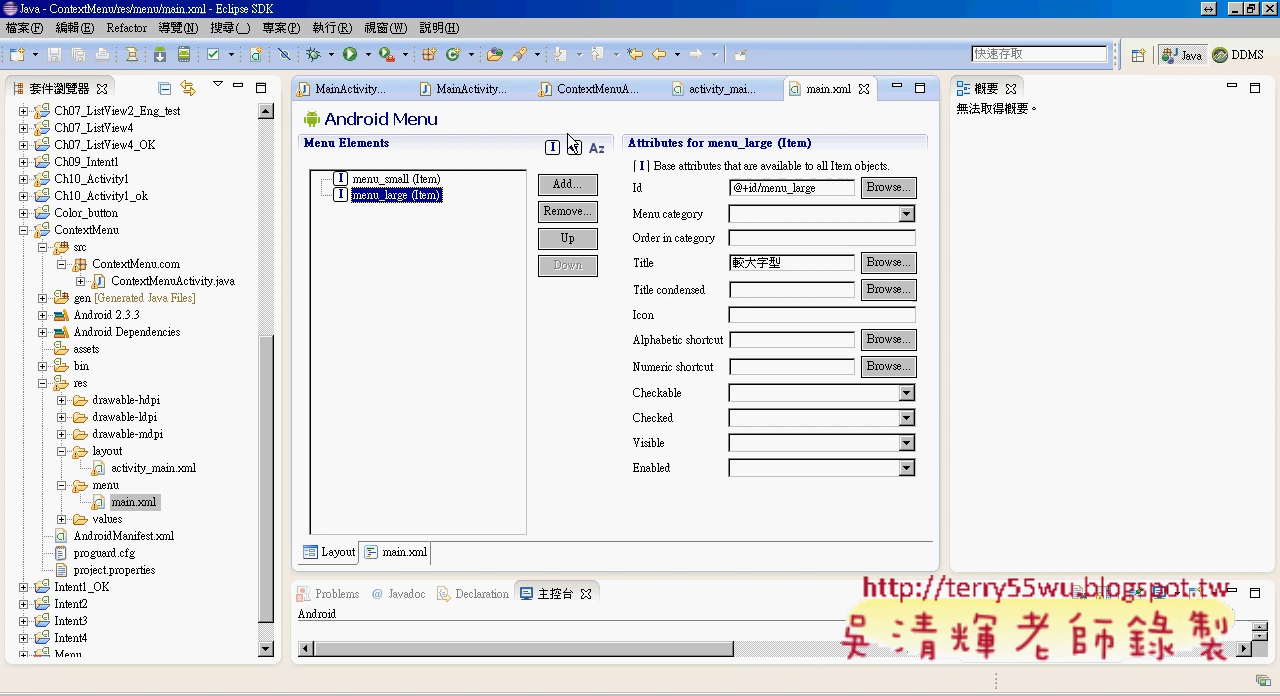 Java - ContextMenu/res/menu/main.xml - Eclipse SDK
檔案(F) 編輯(E) Refactor 導覽(N) 搜尋(_) 專案(P) 執行(R) 視窗(W) 說明(H)
快速存取
Java
DDMS
套件瀏覽器
Ch07_ListView2_Eng_test
Ch07_ListView4
Ch07_ListView4_OK
Ch09_Intent1
Ch10_Activity1
Ch10_Activity1_ok
Color_button
ContextMenu
src
ContextMenu.com
ContextMenuActivity.java
gen [Generated Java Files]
Android 2.3.3
Android Dependencies
assets
bin
res
drawable-hdpi
drawable-ldpi
drawable-mdpi
layout
activity_main.xml
menu
main.xml
values
AndroidManifest.xml
proguard.cfg
project.properties
Intent1_OK
Intent2
Intent3
Intent4
Menu
MainActivity...
MainActivity...
ContextMenuA...
activity_mai...
main.xml
Android Menu
Menu Elements
I
Az
I menu_small (Item)
I menu_large (Item)
Add...
Remove...
Up
Down
Attributes for menu_large (Item)
[ I ] Base attributes that are available to all Item objects.
Id @+id/menu_large Browse...
Menu category
Order in category
Title 較大字型 Browse...
Title condensed Browse...
Icon
Alphabetic shortcut Browse...
Numeric shortcut Browse...
Checkable
Checked
Visible
Enabled
Layout
main.xml
概要
無法取得概要。
Problems @ Javadoc Declaration 主控台
Android
http://terry55wu.blogspot.tw
吳清輝老師錄製